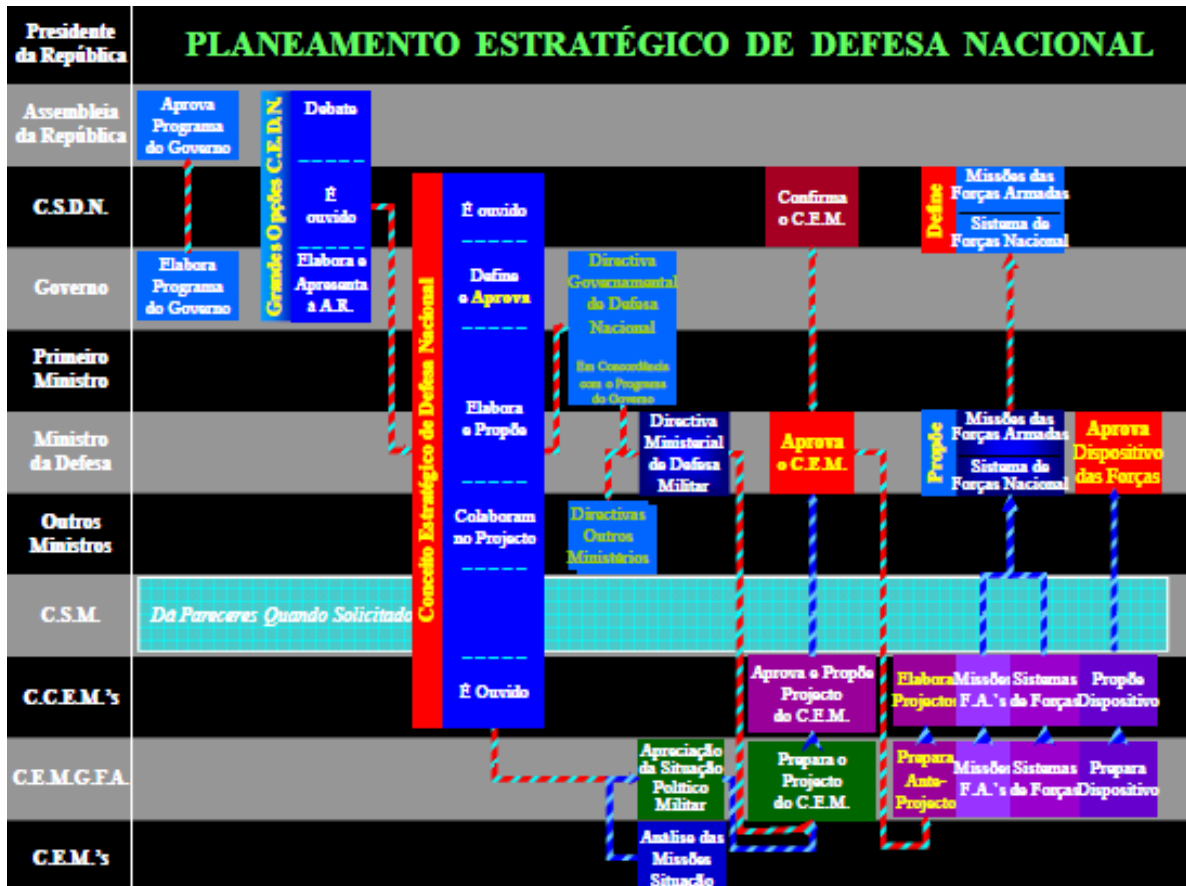 Presidente
da República
PLANEAMENTO ESTRATÉGICO DE DEFESA NACIONAL
Assembleia
da República
Aprova
Programa
do Governo
Grandes Opções C.E.D.N.
Debate
C.S.D.N.
É
ouvido
Conceito Estratégico de Defesa Nacional
É ouvido
Confirma
o C.E.M.
Define
Missões das
Forças Armadas
Sistema de
Forças Nacional
Governo
Elabora
Programa
do Governo
Elabora e
Apresenta
à A.R.
Define
e Aprova
Directiva
Governamental
de Defesa
Nacional
Em Concordância
com o Programa
do Governo
Primeiro
Ministro
Elabora
e Propõe
Ministro
da Defesa
Directiva
Ministerial
de Defesa
Militar
Aprova
o C.E.M.
Propõe
Missões das
Forças Armadas
Sistema de
Forças Nacional
Aprova
Dispositivo
das Forças
Outros
Ministros
Colaboram
no Projecto
Directivas
Outros
Ministérios
C.S.M.
Dá Pareceres Quando Solicitado
C.C.E.M.'s
É Ouvido
Aprova e Propõe
Projecto
do C.E.M.
Elabora
Projectos
Missões
F.A.'s
Sistemas
de Forças
Propõe
Dispositivo
C.E.M.G.F.A.
Apreciação
da Situação
Político
Militar
Prepara o
Projecto
do C.E.M.
Prepara
Ante-
Projecto
Missões
F.A.'s
Sistemas
de Forças
Prepara
Dispositivo
C.E.M.'s
Análise das
Missões
Situação